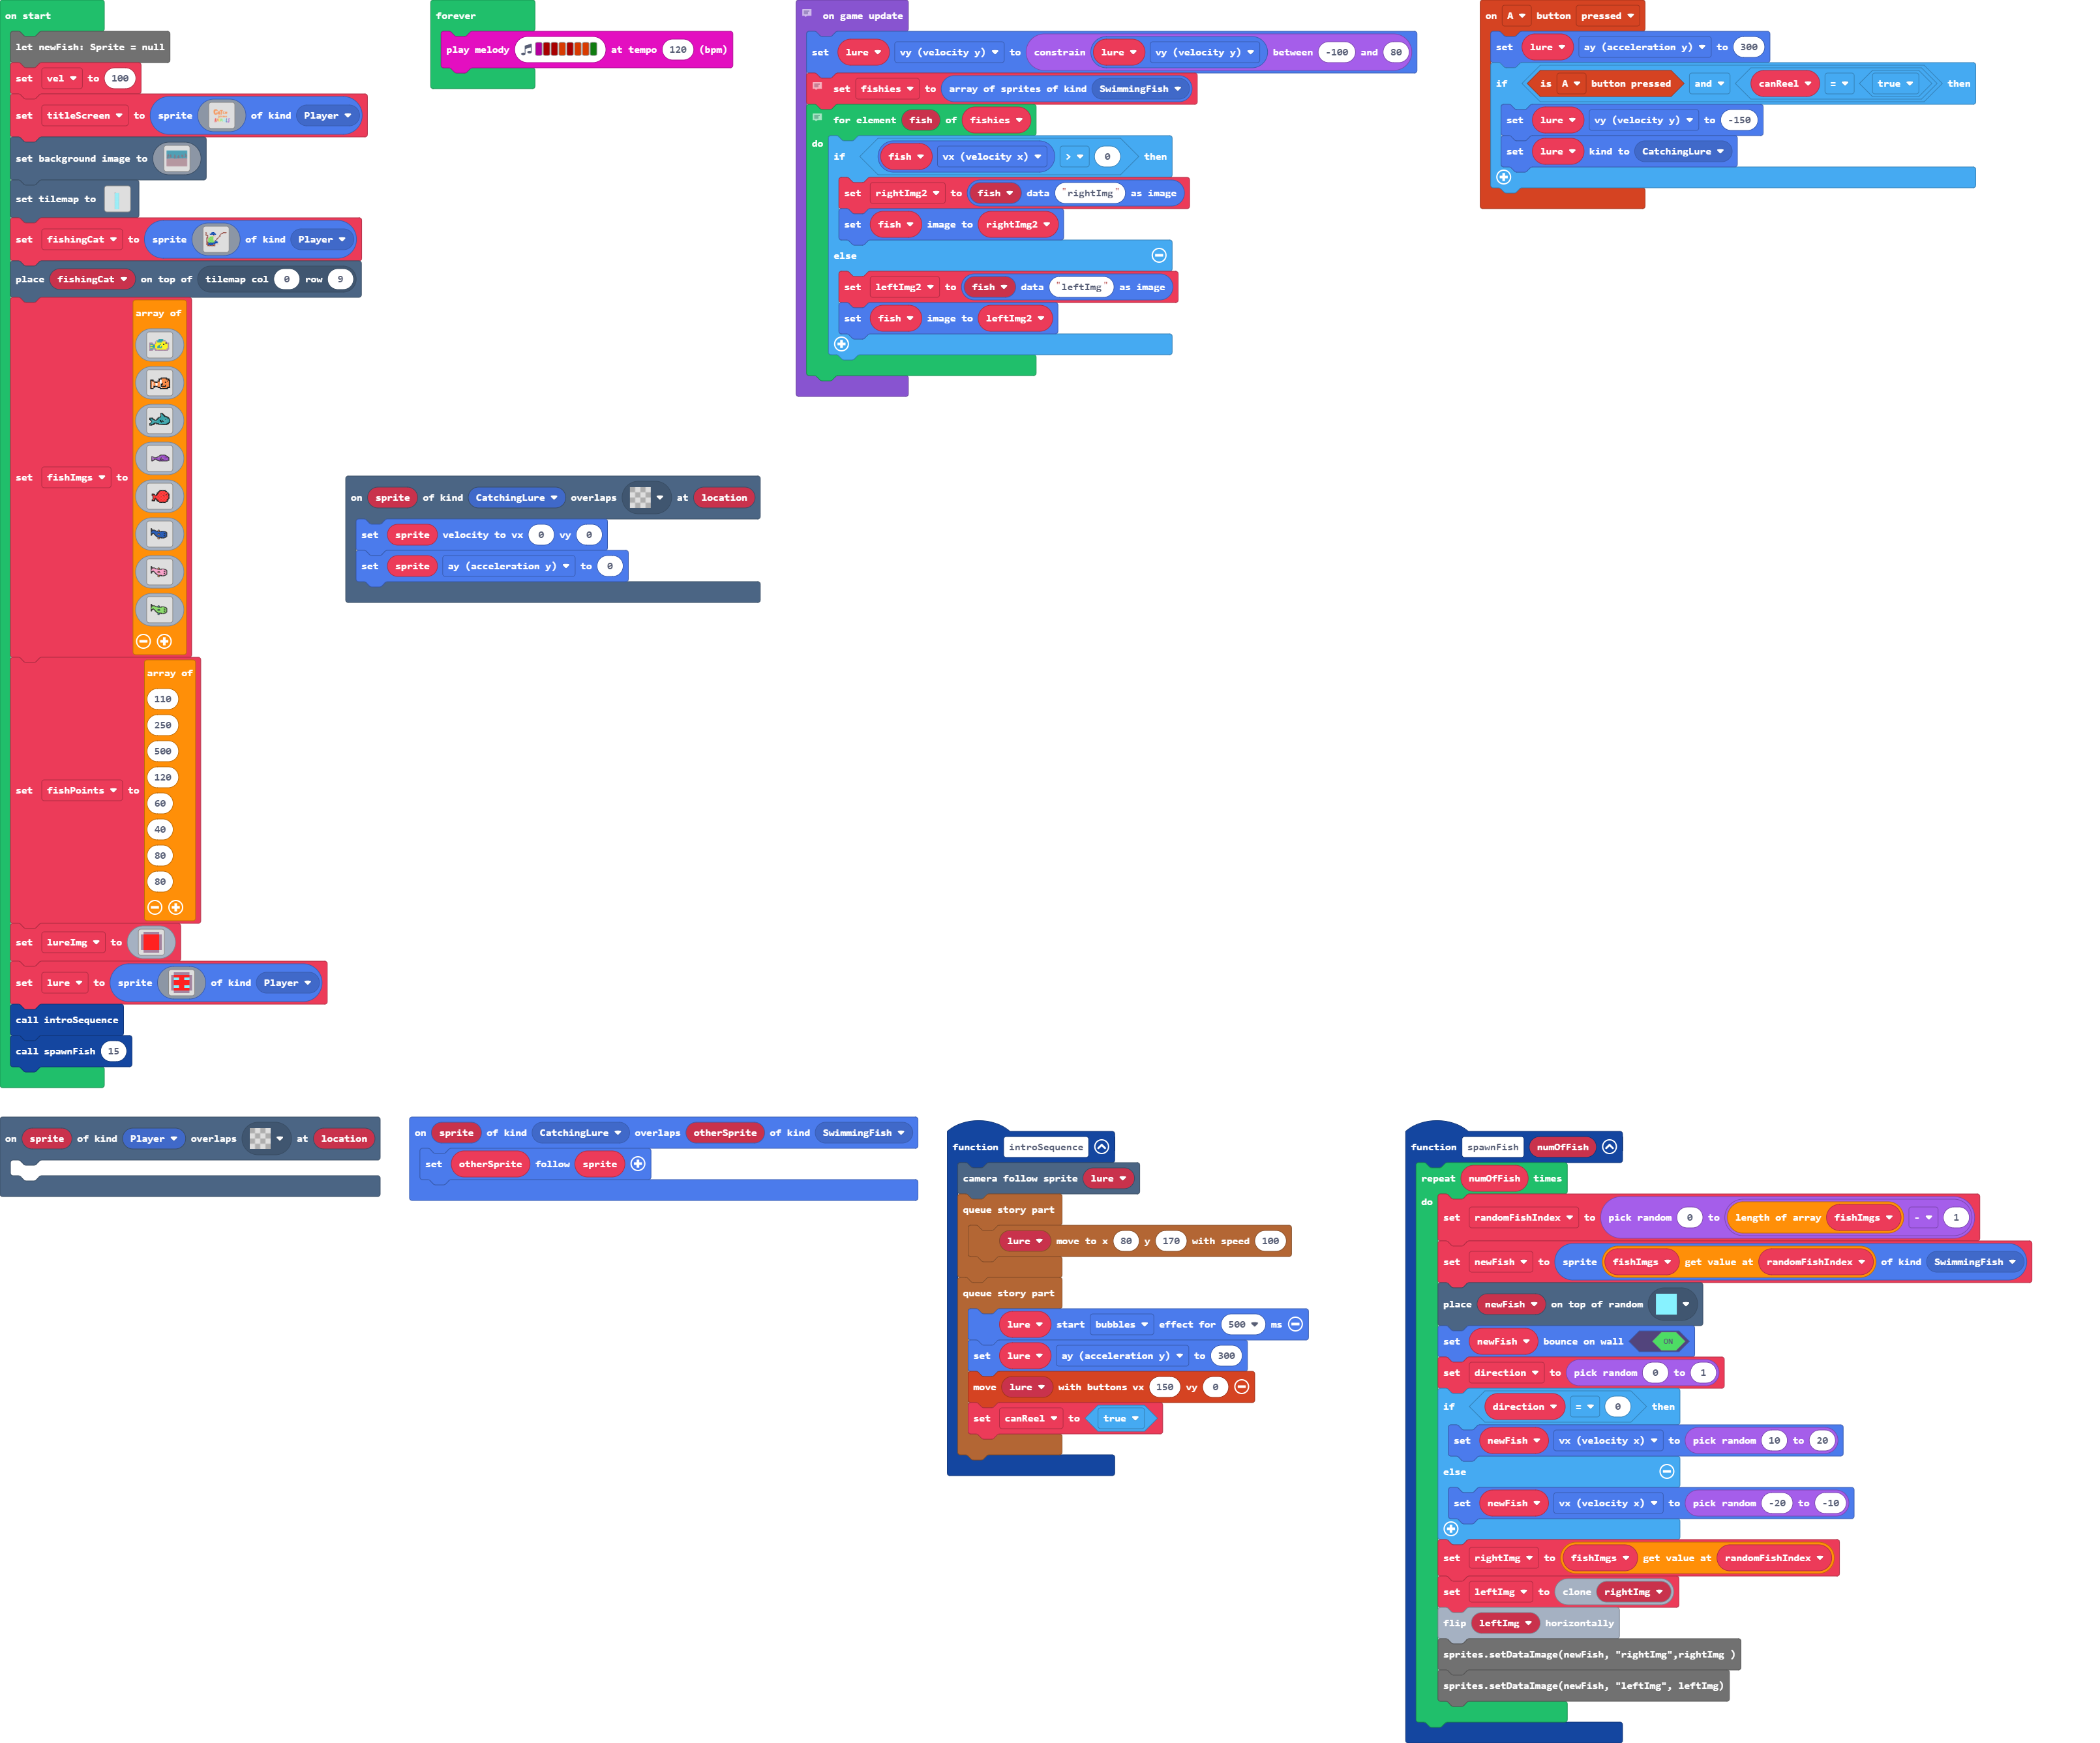 on start
let newFish: Sprite = null
set vel to 100
set titleScreen to sprite of kind Player
set background image to
set tilemap to
set fishingCat to sprite of kind Player
place fishingCat on top of tilemap col 0 row 9
set fishImgs to array of
set fishPoints to array of
110
250
500
120
60
40
80
80
set lureImg to
set lure to sprite of kind Player
call introSequence
call spawnFish 15
forever
play melody at tempo 120 (bpm)
on game update
set lure vy (velocity y) to constrain lure vy (velocity y) between -100 and 80
set fishies to array of sprites of kind SwimmingFish
for element fish of fishies
do
if fish vx (velocity x) > 0 then
set rightImg2 to fish data "rightImg" as image
set fish image to rightImg2
else
set leftImg2 to fish data "leftImg" as image
set fish image to leftImg2
on A button pressed
set lure ay (acceleration y) to 300
if is A button pressed and canReel = true then
set lure vy (velocity y) to -150
set lure kind to CatchingLure
on sprite of kind CatchingLure overlaps at location
set sprite velocity to vx 0 vy 0
set sprite ay (acceleration y) to 0
on sprite of kind Player overlaps at location
on sprite of kind CatchingLure overlaps otherSprite of kind SwimmingFish
set otherSprite follow sprite
function introSequence
camera follow sprite lure
queue story part
lure move to x 80 y 170 with speed 100
queue story part
lure start bubbles effect for 500 ms
set lure ay (acceleration y) to 300
move lure with buttons vx 150 vy 0
set canReel to true
function spawnFish numOfFish
repeat numOfFish times
do
set randomFishIndex to pick random 0 to length of array fishImgs - 1
set newFish to sprite fishImgs get value at randomFishIndex of kind SwimmingFish
place newFish on top of random
set newFish bounce on wall ON
set direction to pick random 0 to 1
if direction = 0 then
set newFish vx (velocity x) to pick random 10 to 20
else
set newFish vx (velocity x) to pick random -20 to -10
set rightImg to fishImgs get value at randomFishIndex
set leftImg to clone rightImg
flip leftImg horizontally
sprites.setDataImage(newFish, "rightImg",rightImg )
sprites.setDataImage(newFish, "leftImg", leftImg)